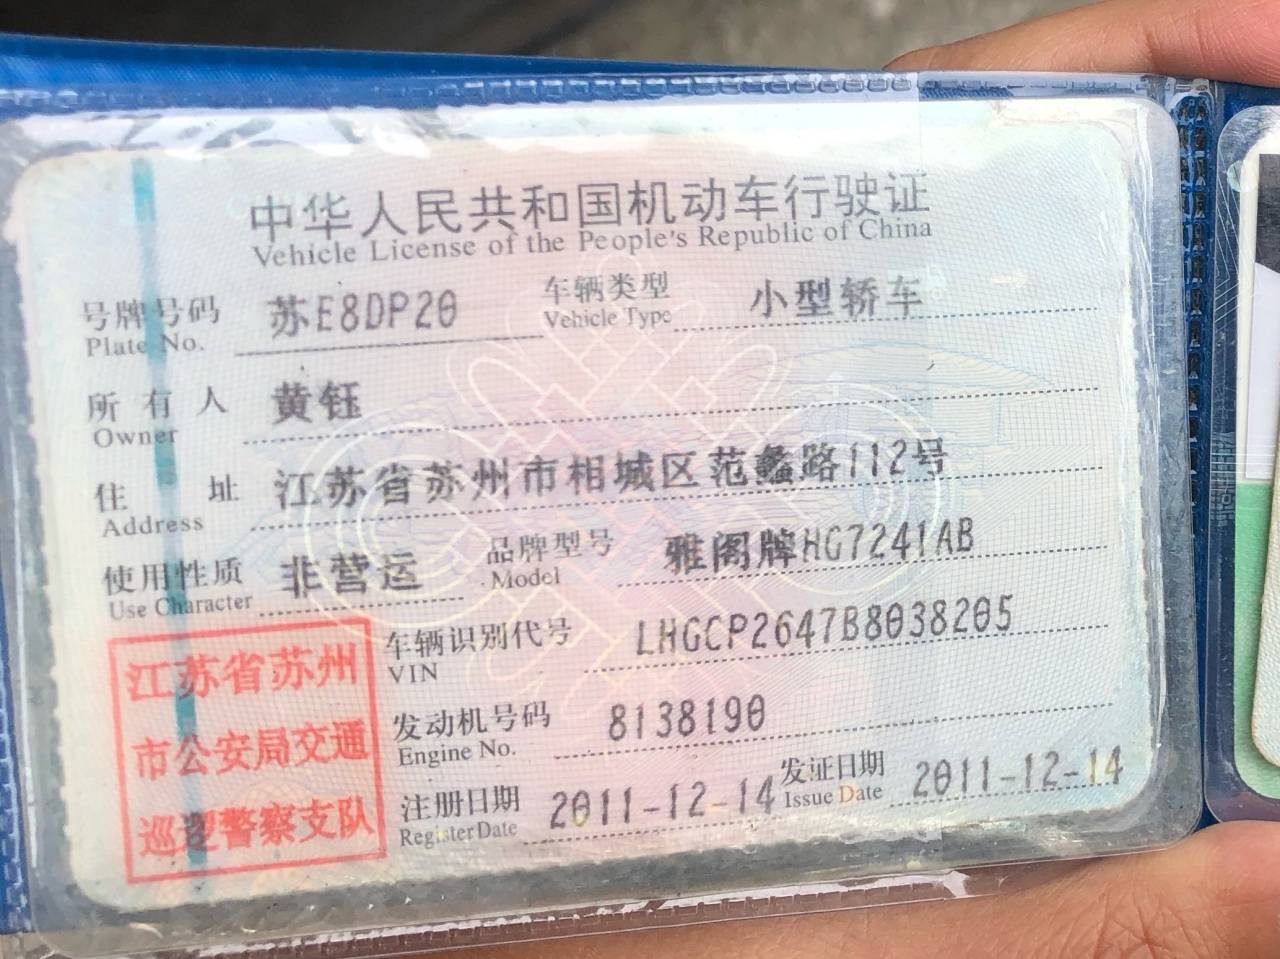 中华人民共和国机动车行驶证
Vehicle License of the People's Republic of China
号牌号码 苏E8DP20 车辆类型 小型轿车
Plate No. Vehicle Type
所有人 黄钰
Owner
住址 江苏省苏州市相城区范蠡路112号
Address
使用性质 非营运 品牌型号 雅阁牌HG7241AB
Use Character Model
车辆识别代号 LHGCP2647B8038205
VIN
发动机号码 8138190
Engine No.
注册日期 2011-12-14 发证日期 2011-12-14
Register Date Issue Date
江苏省苏州
市公安局交通
巡逻警察支队